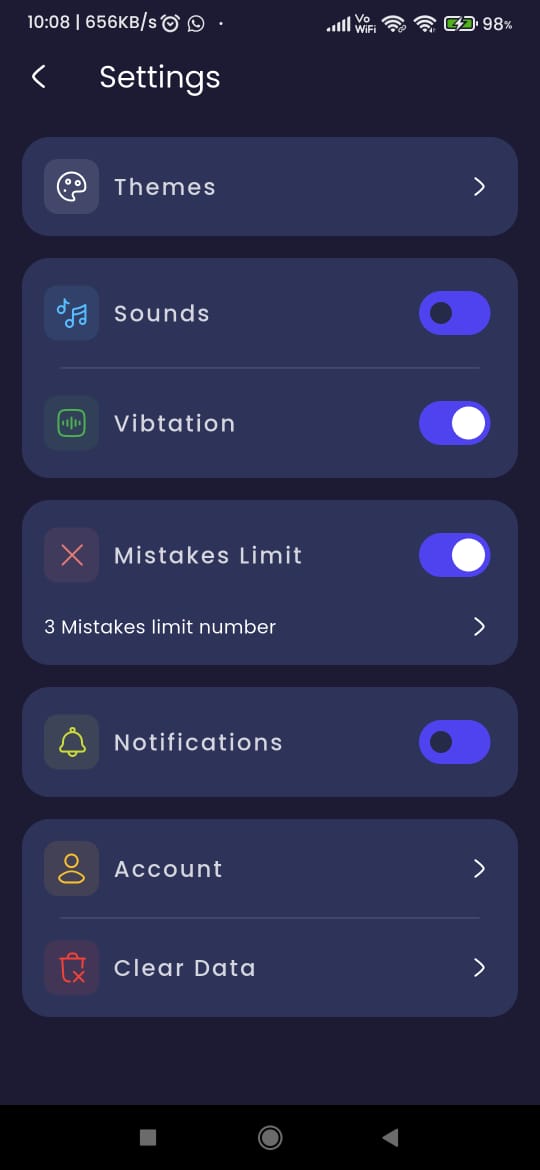 10:08 | 656KB/s
Vo
WiFi
98%
Settings
Themes
Sounds
Vibtation
Mistakes Limit
3 Mistakes limit number
Notifications
Account
Clear Data